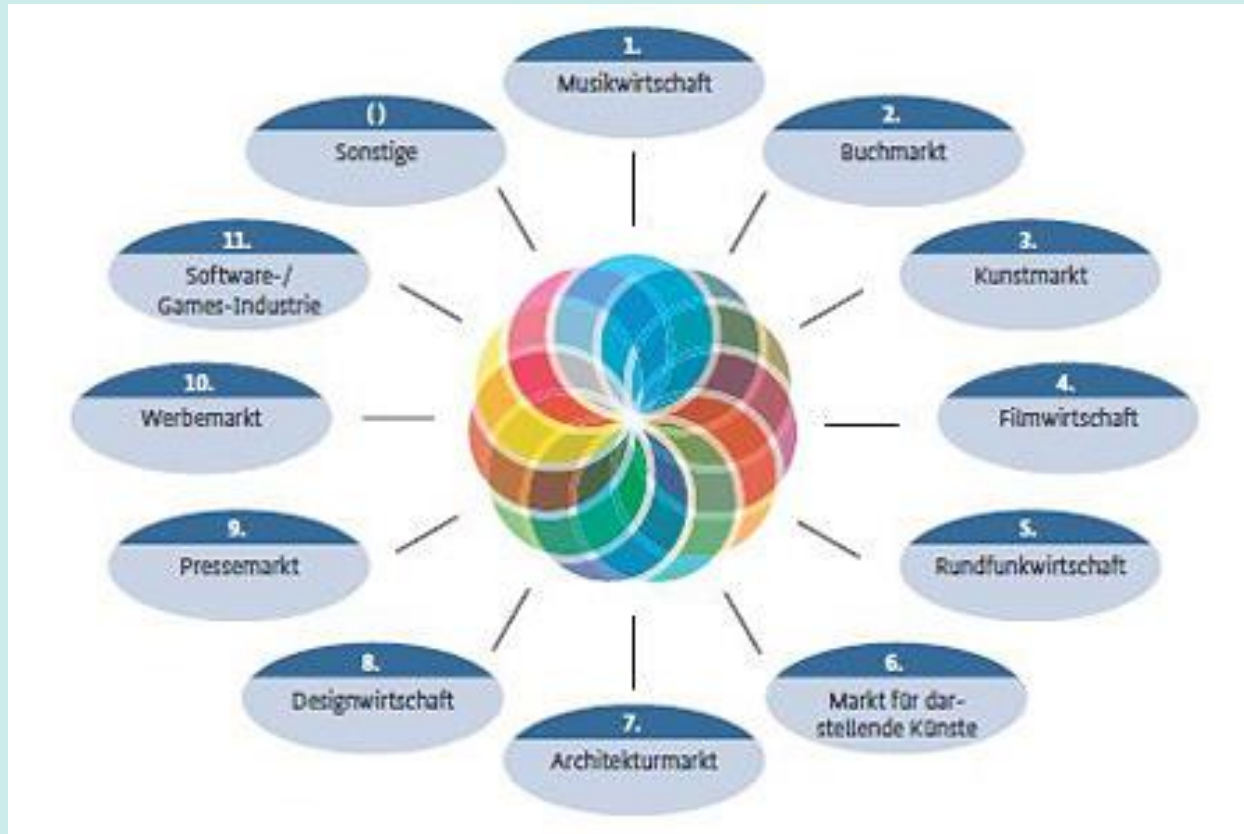 1.
Musikwirtschaft
2.
Buchmarkt
3.
Kunstmarkt
4.
Filmwirtschaft
5.
Rundfunkwirtschaft
6.
Markt für dar-
stellende Künste
7.
Architekturmarkt
8.
Designwirtschaft
9.
Pressemarkt
10.
Werbemarkt
11.
Software-/
Games-Industrie
()
Sonstige